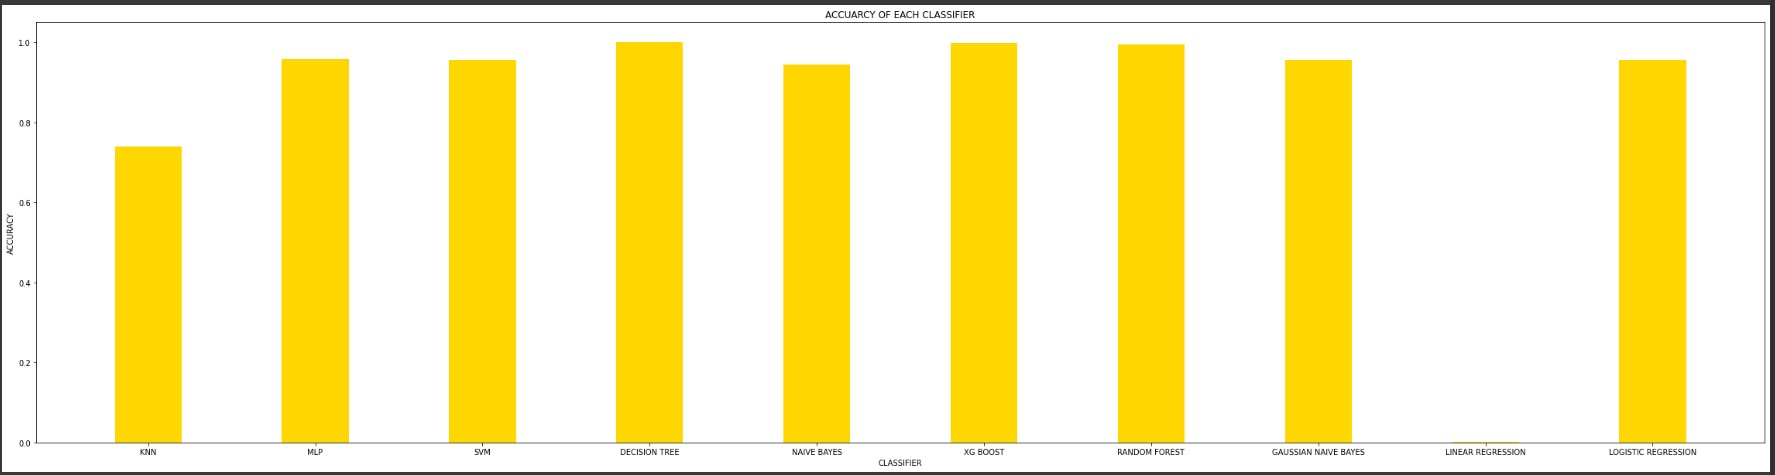 ACCUARCY OF EACH CLASSIFIER
1.0
0.8
0.6
0.4
0.2
0.0
ACCURACY
KNN MLP SVM DECISION TREE NAIVE BAYES XG BOOST RANDOM FOREST GAUSSIAN NAIVE BAYES LINEAR REGRESSION LOGISTIC REGRESSION
CLASSIFIER